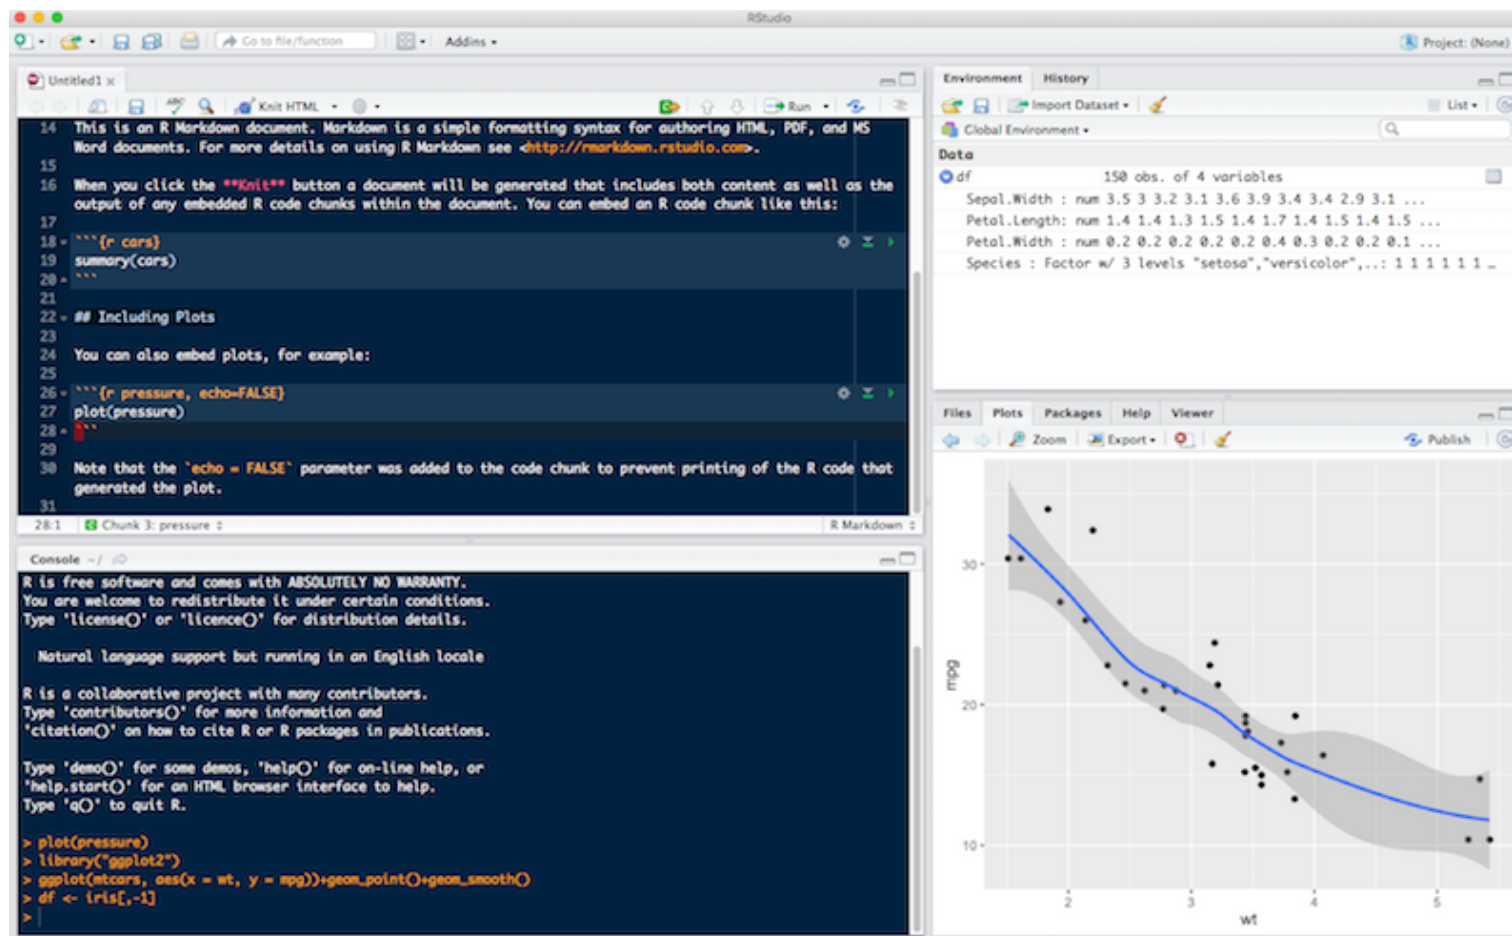 RStudio
Go to file/function
Addins
Project: (None)
Untitled1
ABC
Knit HTML
Run
14 This is an R Markdown document. Markdown is a simple formatting syntax for authoring HTML, PDF, and MS
Word documents. For more details on using R Markdown see <http://rmarkdown.rstudio.com>.
15
16 When you click the **Knit** button a document will be generated that includes both content as well as the
output of any embedded R code chunks within the document. You can embed an R code chunk like this:
17
18 ```{r cars}
19 summary(cars)
20 ```
21
22 ## Including Plots
23
24 You can also embed plots, for example:
25
26 ```{r pressure, echo=FALSE}
27 plot(pressure)
28 ```
29
30 Note that the `echo = FALSE` parameter was added to the code chunk to prevent printing of the R code that
generated the plot.
31
28:1 Chunk 3: pressure R Markdown
Console ~/
R is free software and comes with ABSOLUTELY NO WARRANTY.
You are welcome to redistribute it under certain conditions.
Type 'license()' or 'licence()' for distribution details.
Natural language support but running in an English locale
R is a collaborative project with many contributors.
Type 'contributors()' for more information and
'citation()' on how to cite R or R packages in publications.
Type 'demo()' for some demos, 'help()' for on-line help, or
'help.start()' for an HTML browser interface to help.
Type 'q()' to quit R.
> plot(pressure)
> library("ggplot2")
> ggplot(mtcars, aes(x = wt, y = mpg))+geom_point()+geom_smooth()
> df <- iris[,-1]
>
Environment History
Import Dataset List
Global Environment
Data
df 150 obs. of 4 variables
Sepal.Width : num 3.5 3 3.2 3.1 3.6 3.9 3.4 3.4 2.9 3.1 ...
Petal.Length: num 1.4 1.4 1.3 1.5 1.4 1.7 1.4 1.5 1.4 1.5 ...
Petal.Width : num 0.2 0.2 0.2 0.2 0.2 0.4 0.3 0.2 0.2 0.1 ...
Species : Factor w/ 3 levels "setosa","versicolor",..: 1 1 1 1 1 1 …
Files Plots Packages Help Viewer
Zoom Export Publish
30
mpg
20
10
2 3 4 5
wt